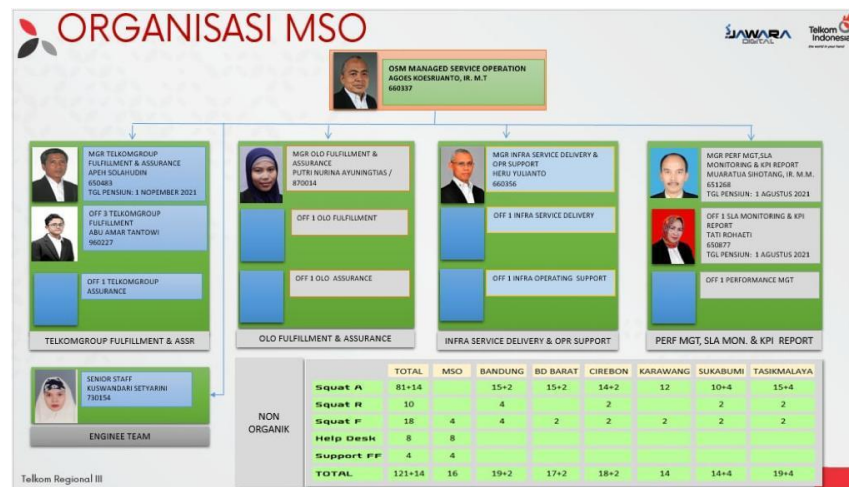 ORGANISASI MSO
JAWARA
DIGITAL
Telkom
Indonesia
the world in your hand
OSM MANAGED SERVICE OPERATION
AGOES KOESRIJANTO, IR. M.T
660337
MGR TELKOMGROUP
FULFILLMENT & ASSURANCE
APEH SOLAHUDIN
650483
TGL PENSIUN: 1 NOPEMBER 2021
OFF 3 TELKOMGROUP
FULFILLMENT
ABU AMAR TANTOWI
960227
OFF 1 TELKOMGROUP
ASSURANCE
TELKOMGROUP FULFILLMENT & ASSR
MGR OLO FULFILLMENT &
ASSURANCE
PUTRI NURINA AYUNINGTIAS /
870014
OFF 1 OLO FULFILLMENT
OFF 1 OLO ASSURANCE
OLO FULFILLMENT & ASSURANCE
MGR INFRA SERVICE DELIVERY &
OPR SUPPORT
HERU YULIANTO
660356
OFF 1 INFRA SERVICE DELIVERY
OFF 1 INFRA OPERATING SUPPORT
INFRA SERVICE DELIVERY & OPR SUPPORT
MGR PERF MGT,SLA
MONITORING & KPI REPORT
MUARATUA SIHOTANG, IR. M.M.
651268
TGL PENSIUN: 1 AGUSTUS 2021
OFF 1 SLA MONITORING & KPI
REPORT
TATI ROHAETI
650877
TGL PENSIUN: 1 AGUSTUS 2021
OFF 1 PERFORMANCE MGT
PERF MGT, SLA MON. & KPI REPORT
SENIOR STAFF
KUSWANDARI SETYARINI
730154
ENGINEE TEAM
NON
ORGANIK
TOTAL MSO BANDUNG BD BARAT CIREBON KARAWANG SUKABUMI TASIKMALAYA
Squat A 81+14 15+2 15+2 14+2 12 10+4 15+4
Squat R 10 4 2 2 2
Squat F 18 4 4 2 2 2 2 2
Help Desk 8 8
Support FF 4 4
TOTAL 121+14 16 19+2 17+2 18+2 14 14+4 19+4
Telkom Regional III